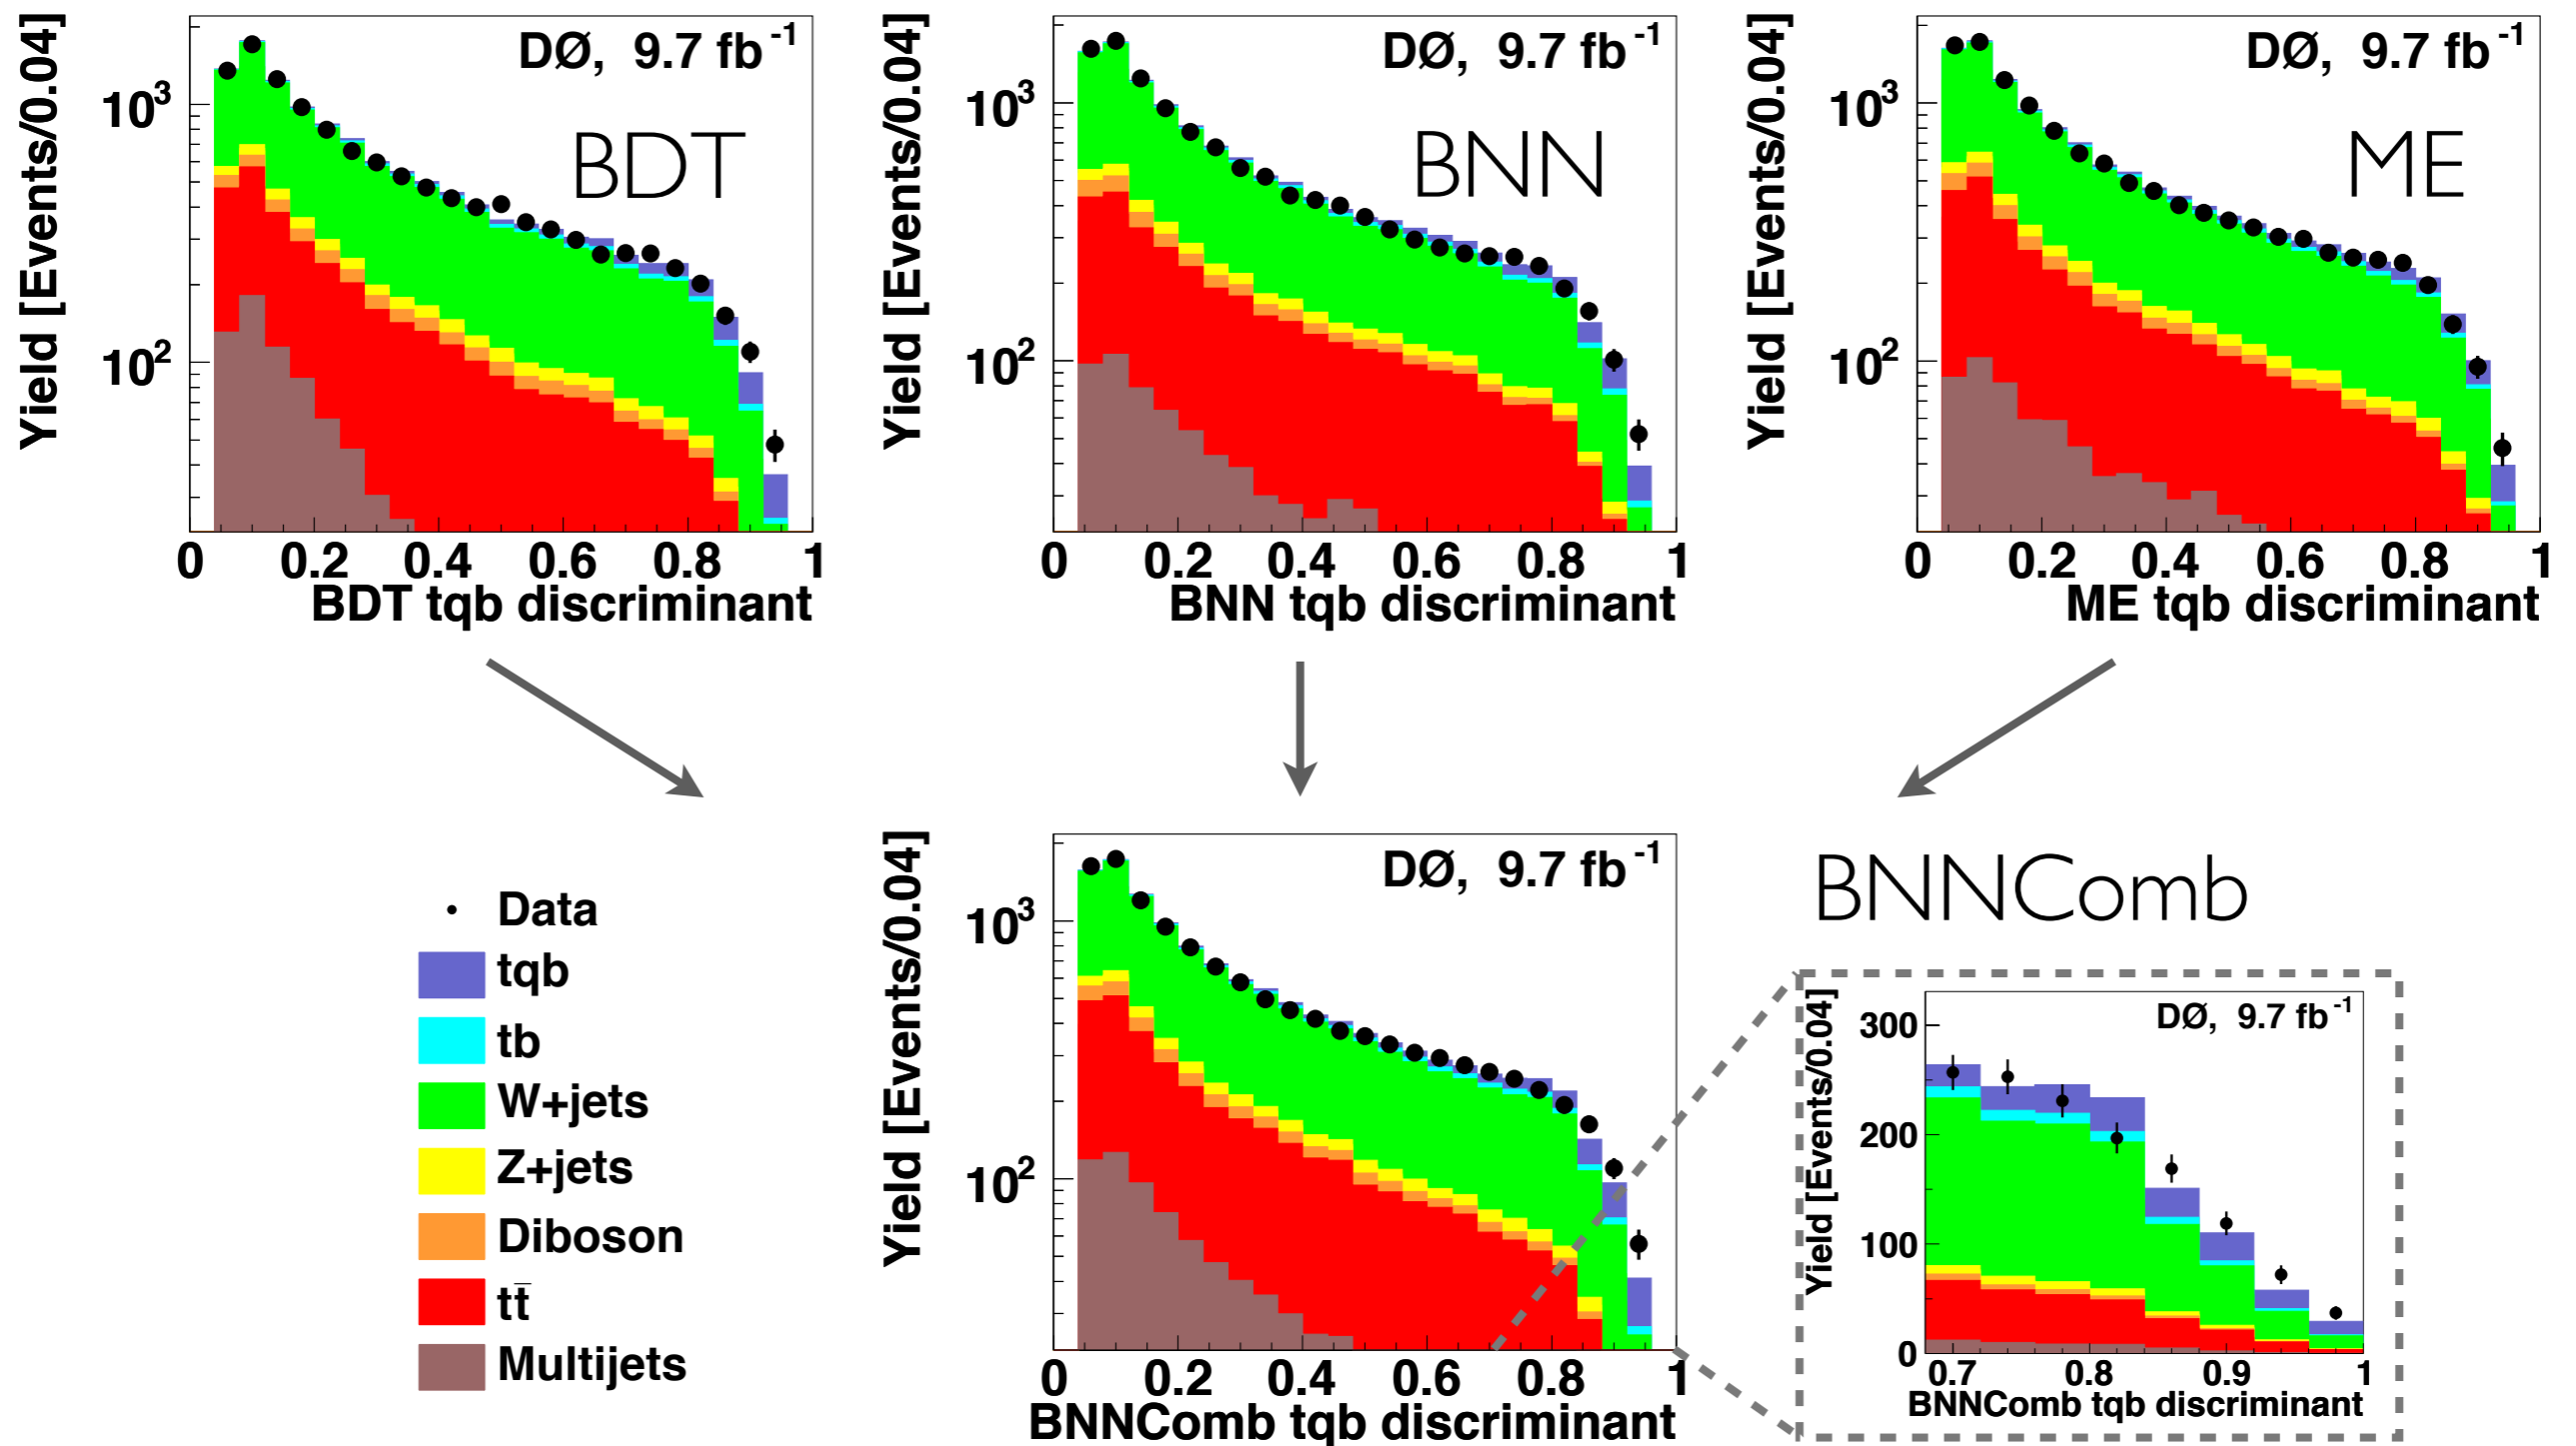 Yield [Events/0.04]
10³
10²
DØ, 9.7 fb⁻¹
BDT
0 0.2 0.4 0.6 0.8 1
BDT tqb discriminant
Yield [Events/0.04]
10³
10²
DØ, 9.7 fb⁻¹
BNN
0 0.2 0.4 0.6 0.8 1
BNN tqb discriminant
Yield [Events/0.04]
10³
10²
DØ, 9.7 fb⁻¹
ME
0 0.2 0.4 0.6 0.8 1
ME tqb discriminant
Data
tqb
tb
W+jets
Z+jets
Diboson
tt̄
Multijets
Yield [Events/0.04]
10³
10²
DØ, 9.7 fb⁻¹
0 0.2 0.4 0.6 0.8 1
BNNComb tqb discriminant
BNNComb
Yield [Events/0.04]
300
200
100
0
DØ, 9.7 fb⁻¹
0.7 0.8 0.9 1
BNNComb tqb discriminant